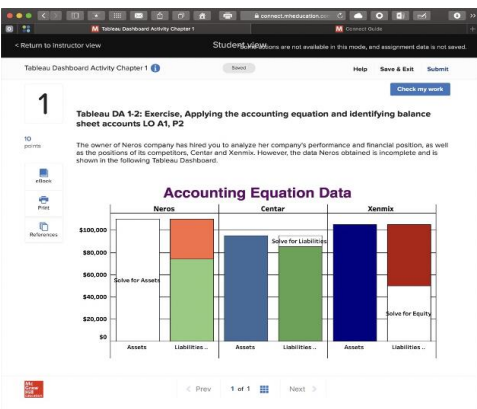 connect.mheducation.com
Tableau Dashboard Activity Chapter 1
Connect Guide
< Return to Instructor view
Student view
ctions are not available in this mode, and assignment data is not saved.
Tableau Dashboard Activity Chapter 1
Saved
Help Save & Exit Submit
Check my work
1
10
points
eBook
Print
References
Tableau DA 1-2: Exercise, Applying the accounting equation and identifying balance
sheet accounts LO A1, P2
The owner of Neros company has hired you to analyze her company's performance and financial position, as well
as the positions of its competitors, Centar and Xenmix. However, the data Neros obtained is incomplete and is
shown in the following Tableau Dashboard.
Accounting Equation Data
Neros Centar Xenmix
$100,000
Solve for Liabilities
$80,000
$60,000
Solve for Assets
$40,000
Solve for Equity
$20,000
$0
Assets Liabilities .. Assets Liabilities .. Assets Liabilities ..
Mc
Graw
Hill
Education
< Prev 1 of 1 Next >